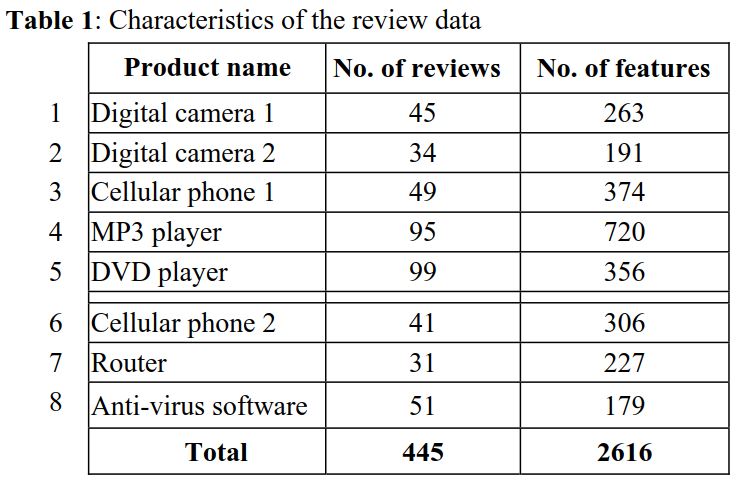 Table 1: Characteristics of the review data
Product name No. of reviews No. of features
1 Digital camera 1 45 263
2 Digital camera 2 34 191
3 Cellular phone 1 49 374
4 MP3 player 95 720
5 DVD player 99 356
6 Cellular phone 2 41 306
7 Router 31 227
8 Anti-virus software 51 179
Total 445 2616